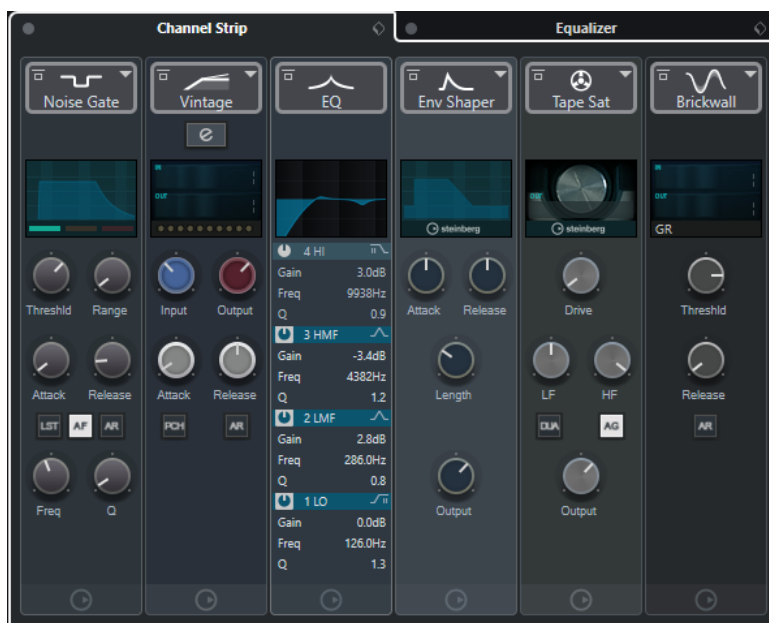 Channel Strip
Equalizer
Noise Gate
Vintage
EQ
Env Shaper
Tape Sat
Brickwall
e
IN
OUT
steinberg
OUT
steinberg
IN
OUT
GR
Threshld
Range
Attack
Release
LST
AF
AR
Freq
Q
Input
Output
Attack
Release
PCH
AR
4 HI
Gain 3.0dB
Freq 9938Hz
Q 0.9
3 HMF
Gain -3.4dB
Freq 4382Hz
Q 1.2
2 LMF
Gain 2.8dB
Freq 286.0Hz
Q 0.8
1 LO
Gain 0.0dB
Freq 126.0Hz
Q 1.3
Attack
Release
Length
Output
Drive
LF
HF
DUA
AG
Output
Threshld
Release
AR